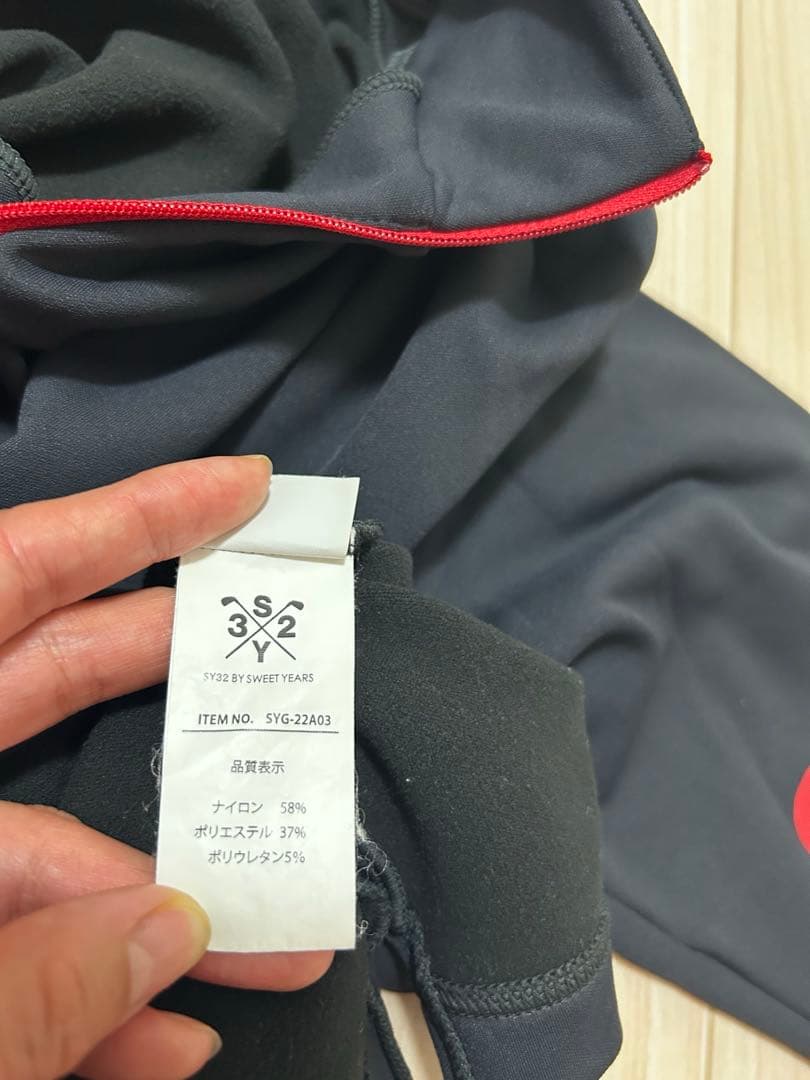 S
3 2
Y
SY32 BY SWEET YEARS
ITEM NO. SYG-22A03
品質表示
ナイロン 58%
ポリエステル 37%
ポリウレタン5%